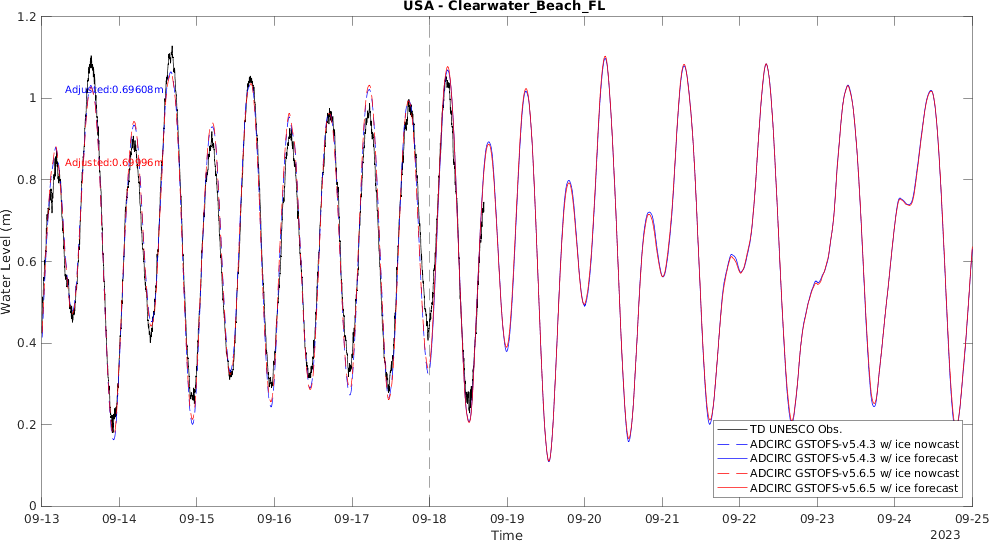 USA - Clearwater_Beach_FL
1.2
1
0.8
0.6
0.4
0.2
0
Water Level (m)
Adjusted:0.69608m
Adjusted:0.69996m
TD UNESCO Obs.
ADCIRC GSTOFS-v5.4.3 w/ ice nowcast
ADCIRC GSTOFS-v5.4.3 w/ ice forecast
ADCIRC GSTOFS-v5.6.5 w/ ice nowcast
ADCIRC GSTOFS-v5.6.5 w/ ice forecast
09-13 09-14 09-15 09-16 09-17 09-18 09-19 09-20 09-21 09-22 09-23 09-24 09-25
Time
2023